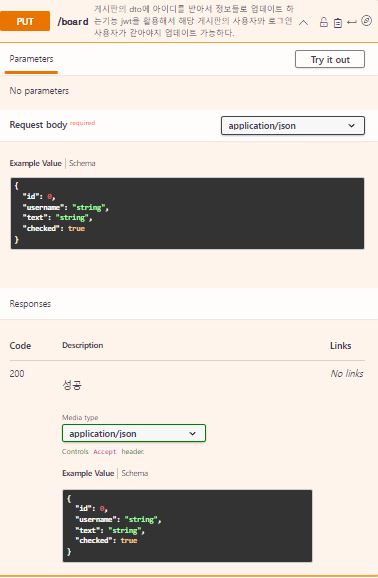 PUT /board 게시판의 dto에 아이디를 받아서 정보들로 업데이트 하
는기능 jwt을 활용해서 해당 게시판의 사용자와 로그인
사용자가 같아야지 업데이트 가능하다.
Parameters
Try it out
No parameters
Request body required
application/json
Example Value | Schema
{
"id": 0,
"username": "string",
"text": "string",
"checked": true
}
Responses
Code Description Links
200
성공
No links
Media type
application/json
Controls Accept header.
Example Value | Schema
{
"id": 0,
"username": "string",
"text": "string",
"checked": true
}